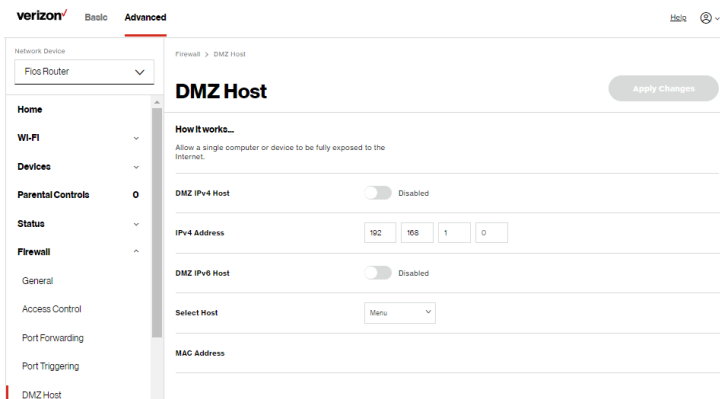 verizon✓ Basic Advanced Help
Network Device
Fios Router
Home
Wi-Fi
Devices
Parental Controls 0
Status
Firewall
General
Access Control
Port Forwarding
Port Triggering
DMZ Host
Firewall > DMZ Host
DMZ Host
Apply Changes
How It works...
Allow a single computer or device to be fully exposed to the
Internet.
DMZ IPv4 Host Disabled
IPv4 Address 192 168 1 0
DMZ IPv6 Host Disabled
Select Host Menu
MAC Address